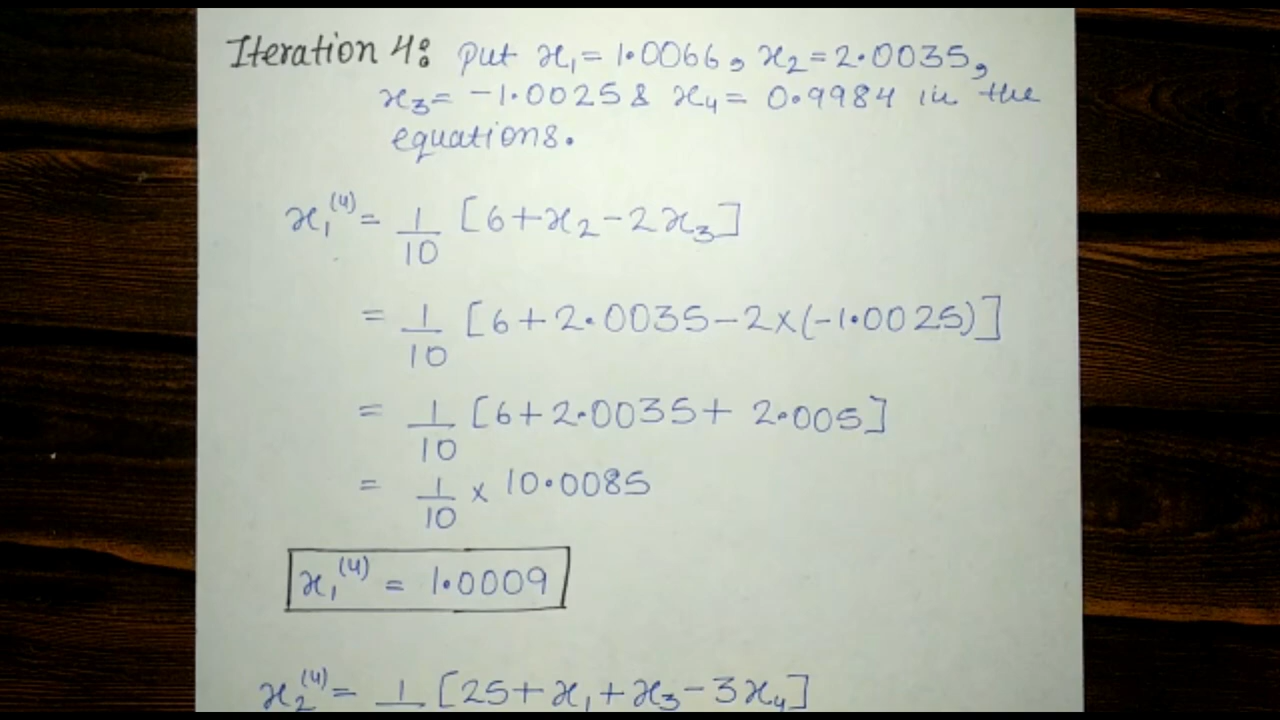 Iteration 4: Put x₁ = 1.0066, x₂ = 2.0035,
x₃ = -1.0025 & x₄ = 0.9984 in the
equations.
x₁⁽⁴⁾ = 1/10 [6 + x₂ - 2x₃]
= 1/10 [6 + 2.0035 - 2×(-1.0025)]
= 1/10 [6 + 2.0035 + 2.005]
= 1/10 × 10.0085
x₁⁽⁴⁾ = 1.0009
x₂⁽⁴⁾ = 1 [25 + x₁ + x₃ - 3x₄]